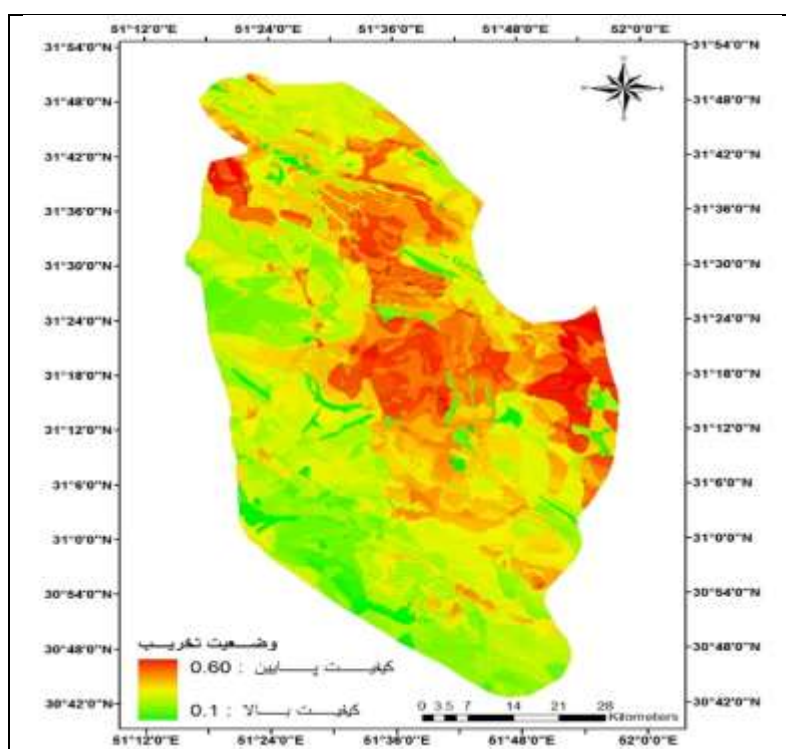 51°12'0"E 51°24'0"E 51°36'0"E 51°48'0"E 52°0'0"E
31°54'0"N 31°54'0"N
31°48'0"N 31°48'0"N
31°42'0"N 31°42'0"N
31°36'0"N 31°36'0"N
31°30'0"N 31°30'0"N
31°24'0"N 31°24'0"N
31°18'0"N 31°18'0"N
31°12'0"N 31°12'0"N
31°6'0"N 31°6'0"N
31°0'0"N 31°0'0"N
30°54'0"N 30°54'0"N
30°48'0"N 30°48'0"N
30°42'0"N 30°42'0"N
وضعیت تخریب
کیفیت پایین : 0.60
کیفیت بالا : 0.1
0 3.5 7 14 21 28
Kilometers
51°12'0"E 51°24'0"E 51°36'0"E 51°48'0"E 52°0'0"E